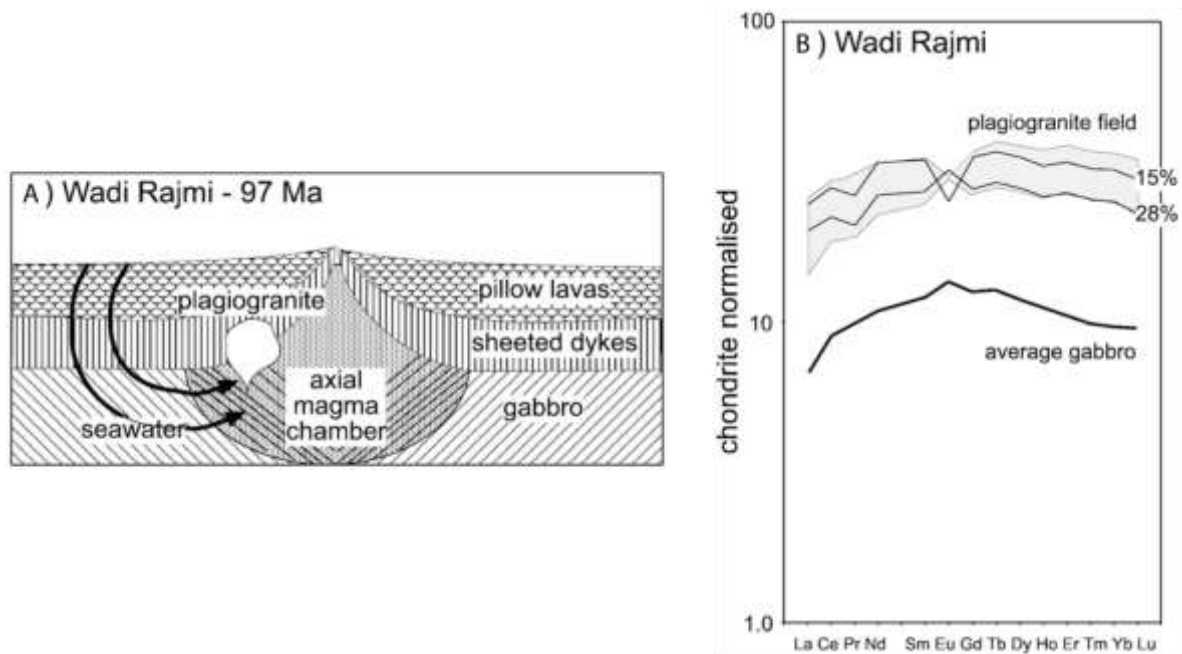 A ) Wadi Rajmi - 97 Ma
plagiogranite
pillow lavas
sheeted dykes
axial
magma
chamber
gabbro
seawater
B ) Wadi Rajmi
100
plagiogranite field
15%
28%
10
average gabbro
1,0
chondrite normalised
La Ce Pr Nd Sm Eu Gd Tb Dy Ho Er Tm Yb Lu